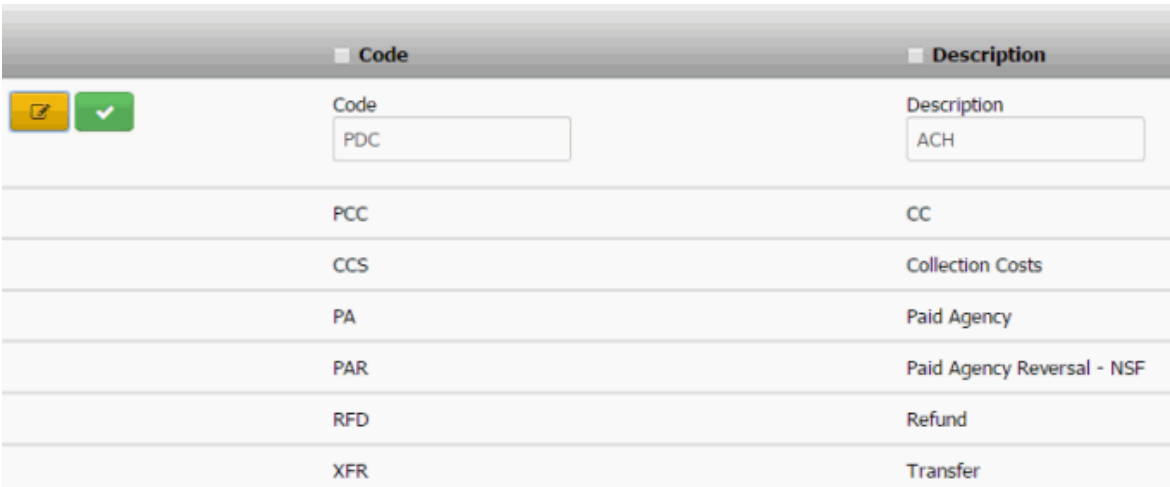 Code Description
Code Description
PDC ACH
PCC CC
CCS Collection Costs
PA Paid Agency
PAR Paid Agency Reversal - NSF
RFD Refund
XFR Transfer